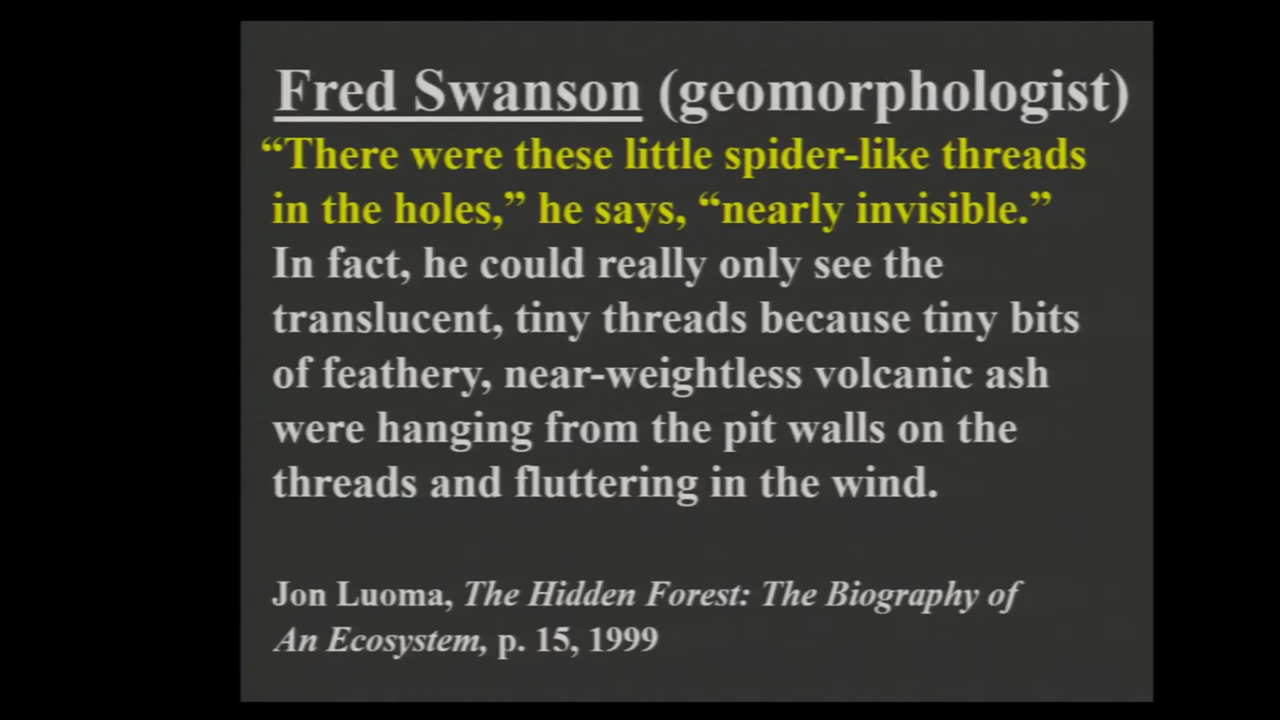 Fred Swanson (geomorphologist)
“There were these little spider-like threads
in the holes,” he says, “nearly invisible.”
In fact, he could really only see the
translucent, tiny threads because tiny bits
of feathery, near-weightless volcanic ash
were hanging from the pit walls on the
threads and fluttering in the wind.
Jon Luoma, The Hidden Forest: The Biography of
An Ecosystem, p. 15, 1999